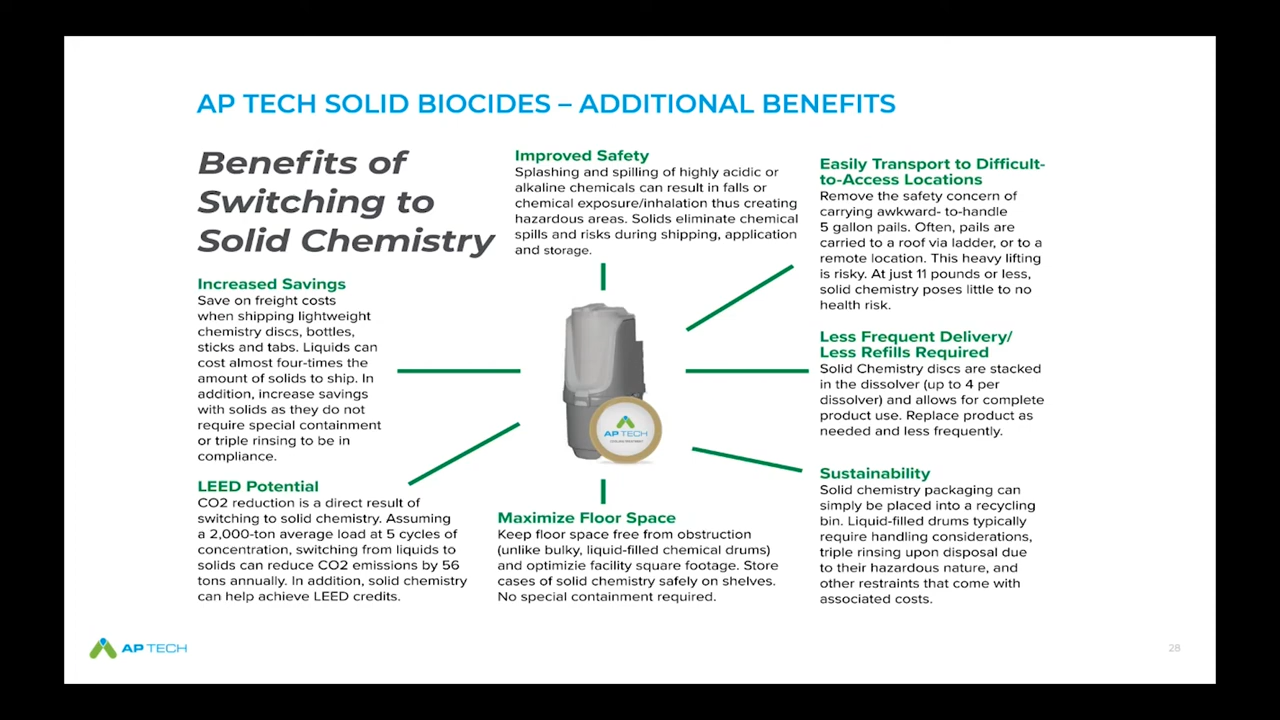 AP TECH SOLID BIOCIDES – ADDITIONAL BENEFITS
Benefits of
Switching to
Solid Chemistry
Increased Savings
Save on freight costs
when shipping lightweight
chemistry discs, bottles,
sticks and tabs. Liquids can
cost almost four-times the
amount of solids to ship. In
addition, increase savings
with solids as they do not
require special containment
or triple rinsing to be in
compliance.
LEED Potential
CO2 reduction is a direct result of
switching to solid chemistry. Assuming
a 2,000-ton average load at 5 cycles of
concentration, switching from liquids to
solids can reduce CO2 emissions by 56
tons annually. In addition, solid chemistry
can help achieve LEED credits.
Improved Safety
Splashing and spilling of highly acidic or
alkaline chemicals can result in falls or
chemical exposure/inhalation thus creating
hazardous areas. Solids eliminate chemical
spills and risks during shipping, application
and storage.
AP TECH
Maximize Floor Space
Keep floor space free from obstruction
(unlike bulky, liquid-filled chemical drums)
and optimizie facility square footage. Store
cases of solid chemistry safely on shelves.
No special containment required.
Easily Transport to Difficult-
to-Access Locations
Remove the safety concern of
carrying awkward- to-handle
5 gallon pails. Often, pails are
carried to a roof via ladder, or to a
remote location. This heavy lifting
is risky. At just 11 pounds or less,
solid chemistry poses little to no
health risk.
Less Frequent Delivery/
Less Refills Required
Solid Chemistry discs are stacked
in the dissolver (up to 4 per
dissolver) and allows for complete
product use. Replace product as
needed and less frequently.
Sustainability
Solid chemistry packaging can
simply be placed into a recycling
bin. Liquid-filled drums typically
require handling considerations,
triple rinsing upon disposal due
to their hazardous nature, and
other restraints that come with
associated costs.
AP TECH
28